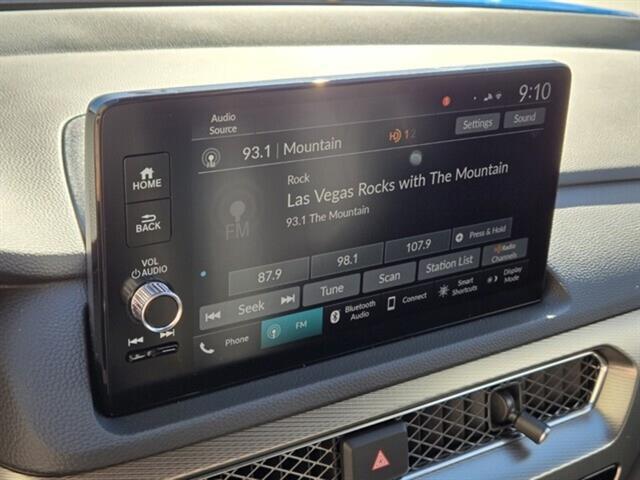 Audio
Source
9:10
93.1 | Mountain
HD 1 2
Settings
Sound
HOME
BACK
VOL
AUDIO
FM
Rock
Las Vegas Rocks with The Mountain
93.1 The Mountain
87.9
98.1
107.9
Press & Hold
Seek
Tune
Scan
Station List
Radio
Channels
Phone
FM
Bluetooth
Audio
Connect
Smart
Shortcuts
Display
Mode